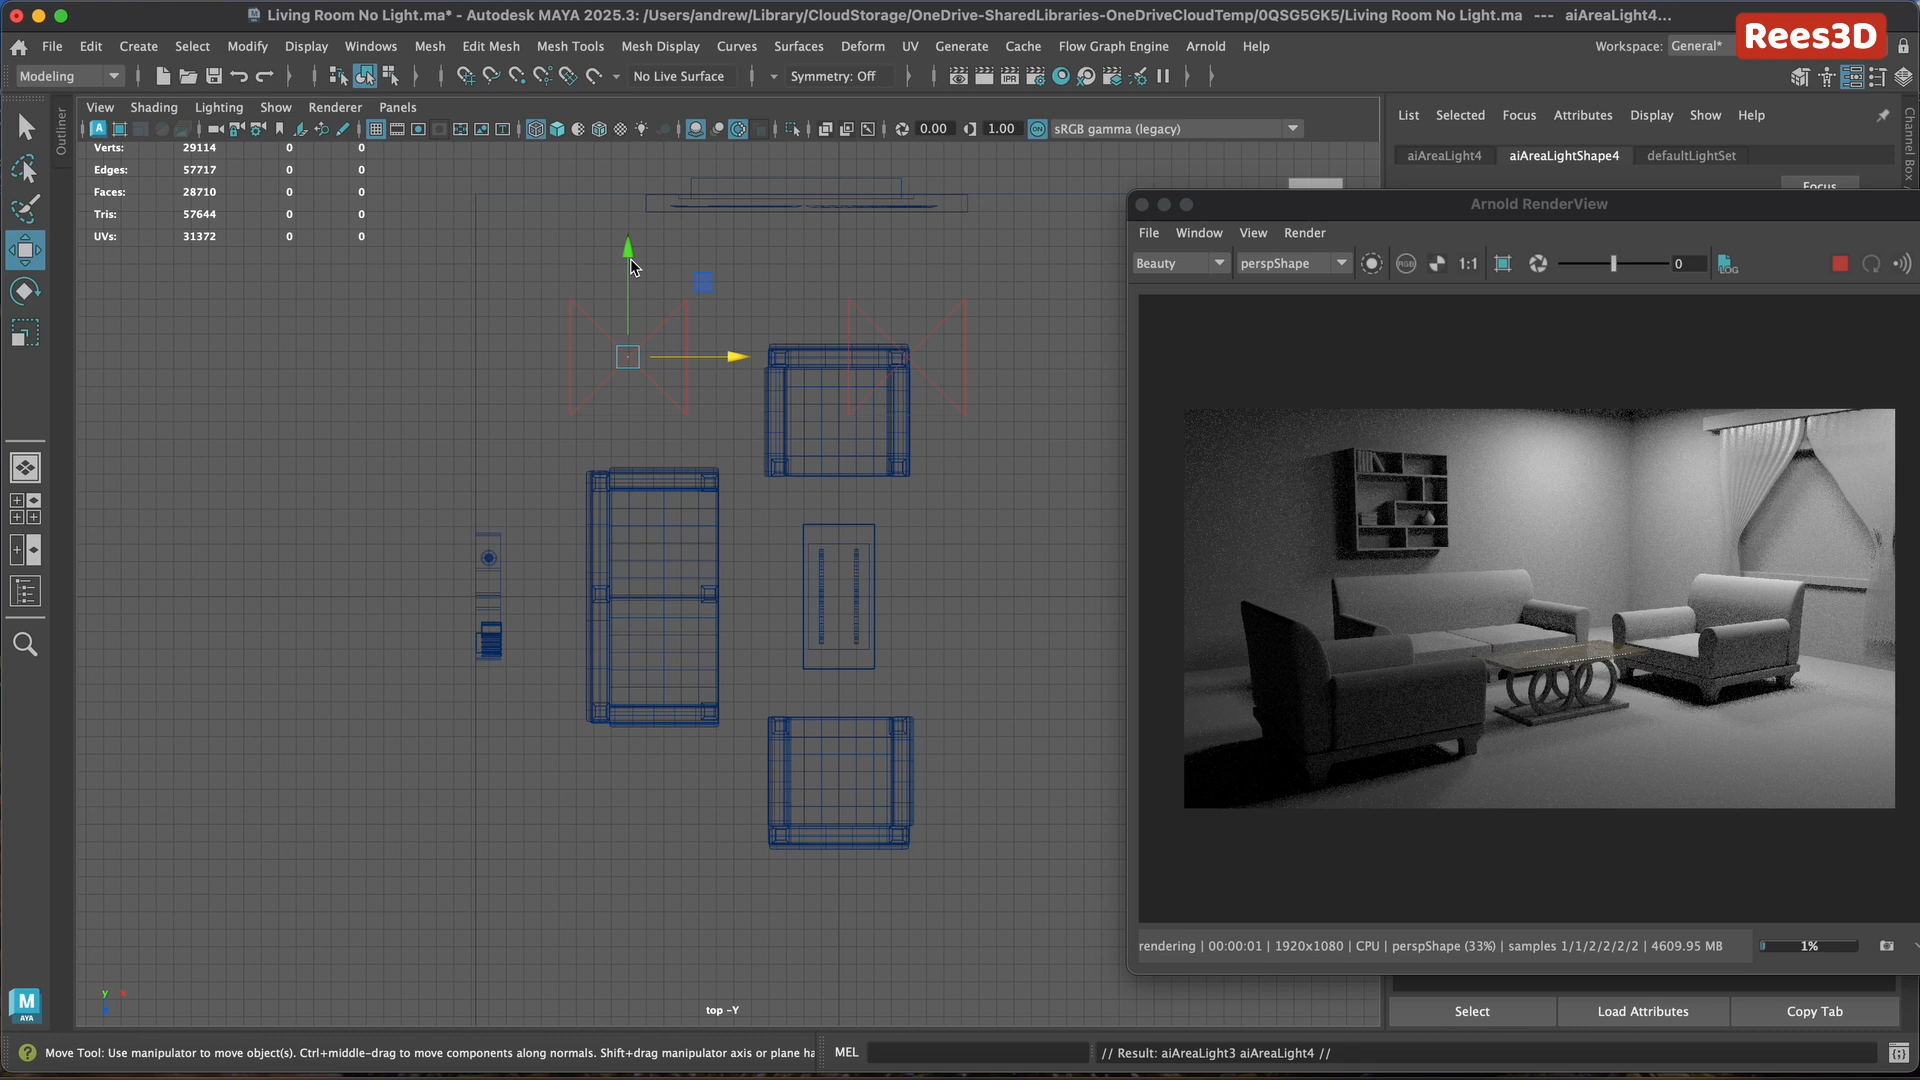 Living Room No Light.ma* - Autodesk MAYA 2025.3: /Users/andrew/Library/CloudStorage/OneDrive-SharedLibraries-OneDriveCloudTemp/0QSG5GK5/Living Room No Light.ma --- aiAreaLight4...
File Edit Create Select Modify Display Windows Mesh Edit Mesh Mesh Tools Mesh Display Curves Surfaces Deform UV Generate Cache Flow Graph Engine Arnold Help Workspace: General*
Rees3D
Modeling No Live Surface Symmetry: Off IPR
View Shading Lighting Show Renderer Panels
0.00 1.00 ON sRGB gamma (legacy)
Outliner
Verts: 29114 0 0
Edges: 57717 0 0
Faces: 28710 0 0
Tris: 57644 0 0
UVs: 31372 0 0
List Selected Focus Attributes Display Show Help
aiAreaLight4 aiAreaLightShape4 defaultLightSet
Focus
Channel Box
Arnold RenderView
File Window View Render
Beauty perspShape RGB 1:1 0 LOG
rendering | 00:00:01 | 1920x1080 | CPU | perspShape (33%) | samples 1/1/2/2/2/2 | 4609.95 MB 1%
top -Y
y
Select Load Attributes Copy Tab
M
AYA
Move Tool: Use manipulator to move object(s). Ctrl+middle-drag to move components along normals. Shift+drag manipulator axis or plane ha MEL // Result: aiAreaLight3 aiAreaLight4 //